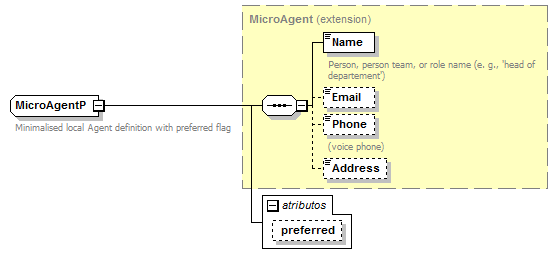 MicroAgent (extension)
Name
Person, person team, or role name (e. g., 'head of
departement')
Email
MicroAgentP
Phone
Minimalised local Agent definition with preferred flag
(voice phone)
Address
atributos
preferred